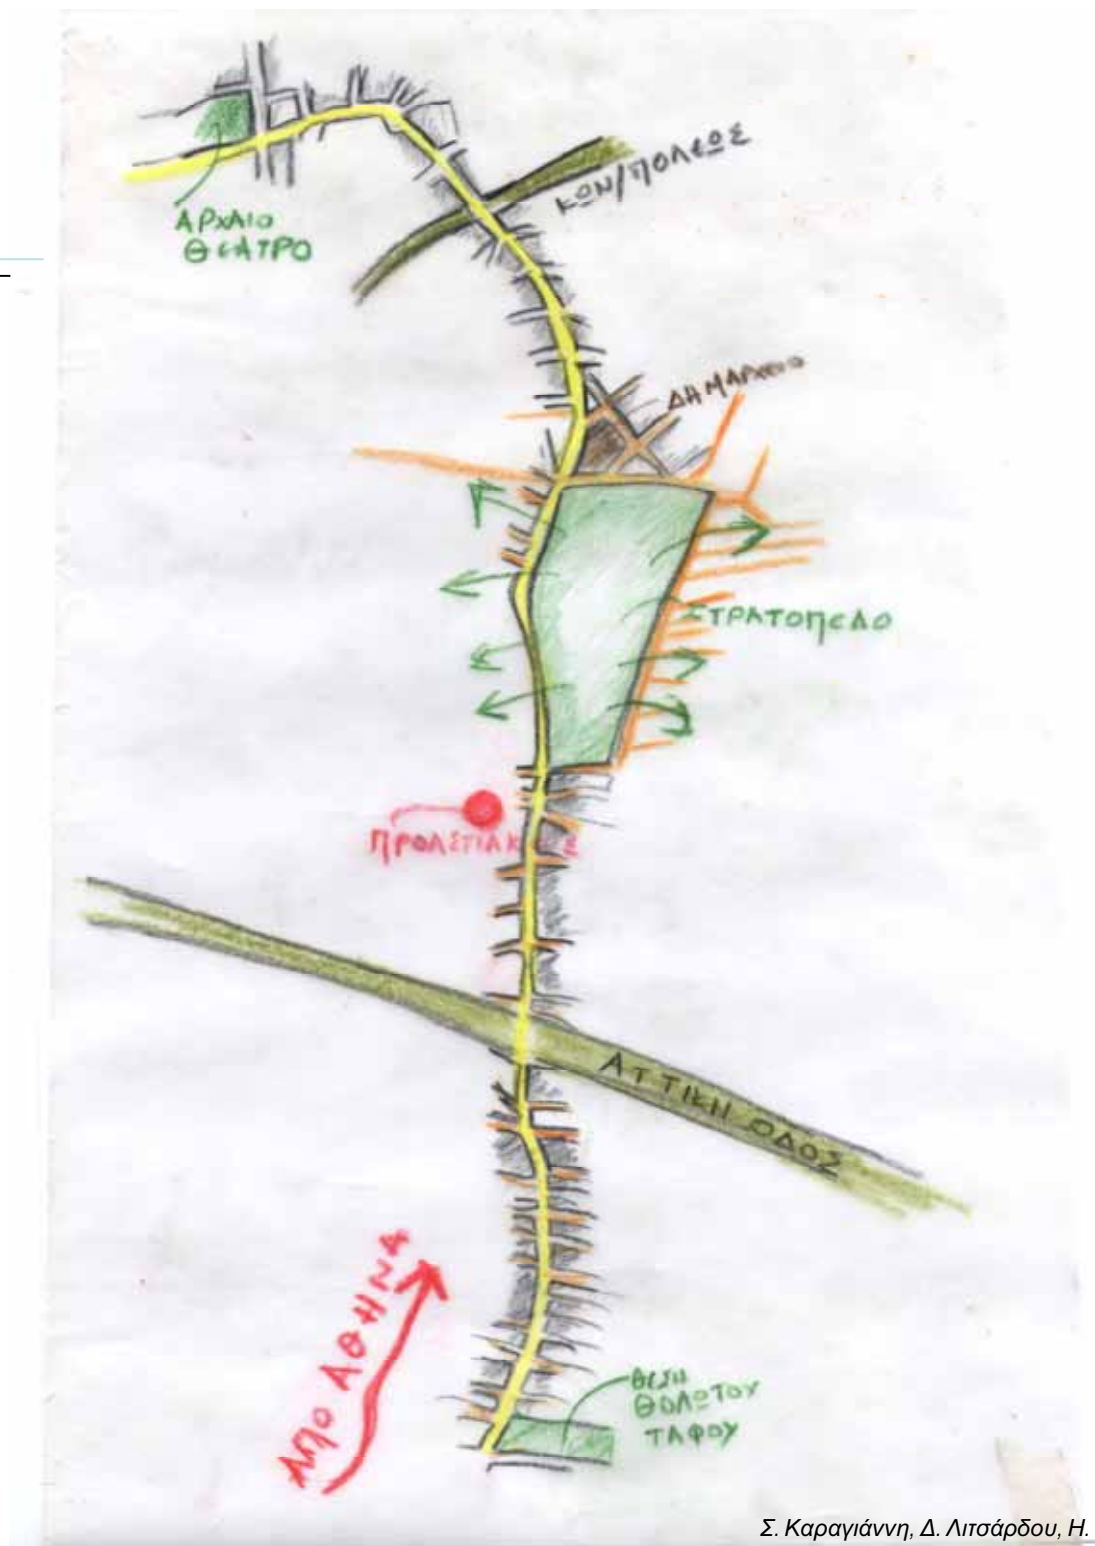 ΚΩΝ/ΠΟΛΕΩΣ
ΑΡΧΑΙΟ
ΘΕΑΤΡΟ
ΔΗΜΑΡΧΕΙΟ
ΣΤΡΑΤΟΠΕΔΟ
ΑΤΤΙΚΗ ΟΔΟΣ
ΑΠΟ ΑΘΗΝΑ
ΘΕΣΗ
ΘΟΛΩΤΟΥ
ΤΑΦΟΥ
Σ. Καραγιάννη, Δ. Λιτσάρδου, Η.